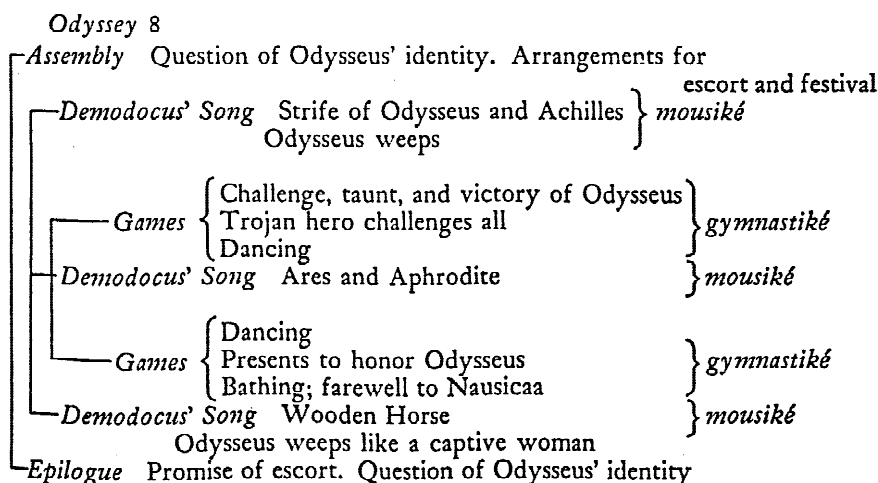 Odyssey 8
Assembly Question of Odysseus' identity. Arrangements for
escort and festival
Demodocus' Song Strife of Odysseus and Achilles } mousiké
Odysseus weeps
Challenge, taunt, and victory of Odysseus
Games { Trojan hero challenges all } gymnastiké
Dancing
Demodocus' Song Ares and Aphrodite } mousiké
Dancing
Games { Presents to honor Odysseus } gymnastiké
Bathing; farewell to Nausicaa
Demodocus' Song Wooden Horse } mousiké
Odysseus weeps like a captive woman
Epilogue Promise of escort. Question of Odysseus' identity